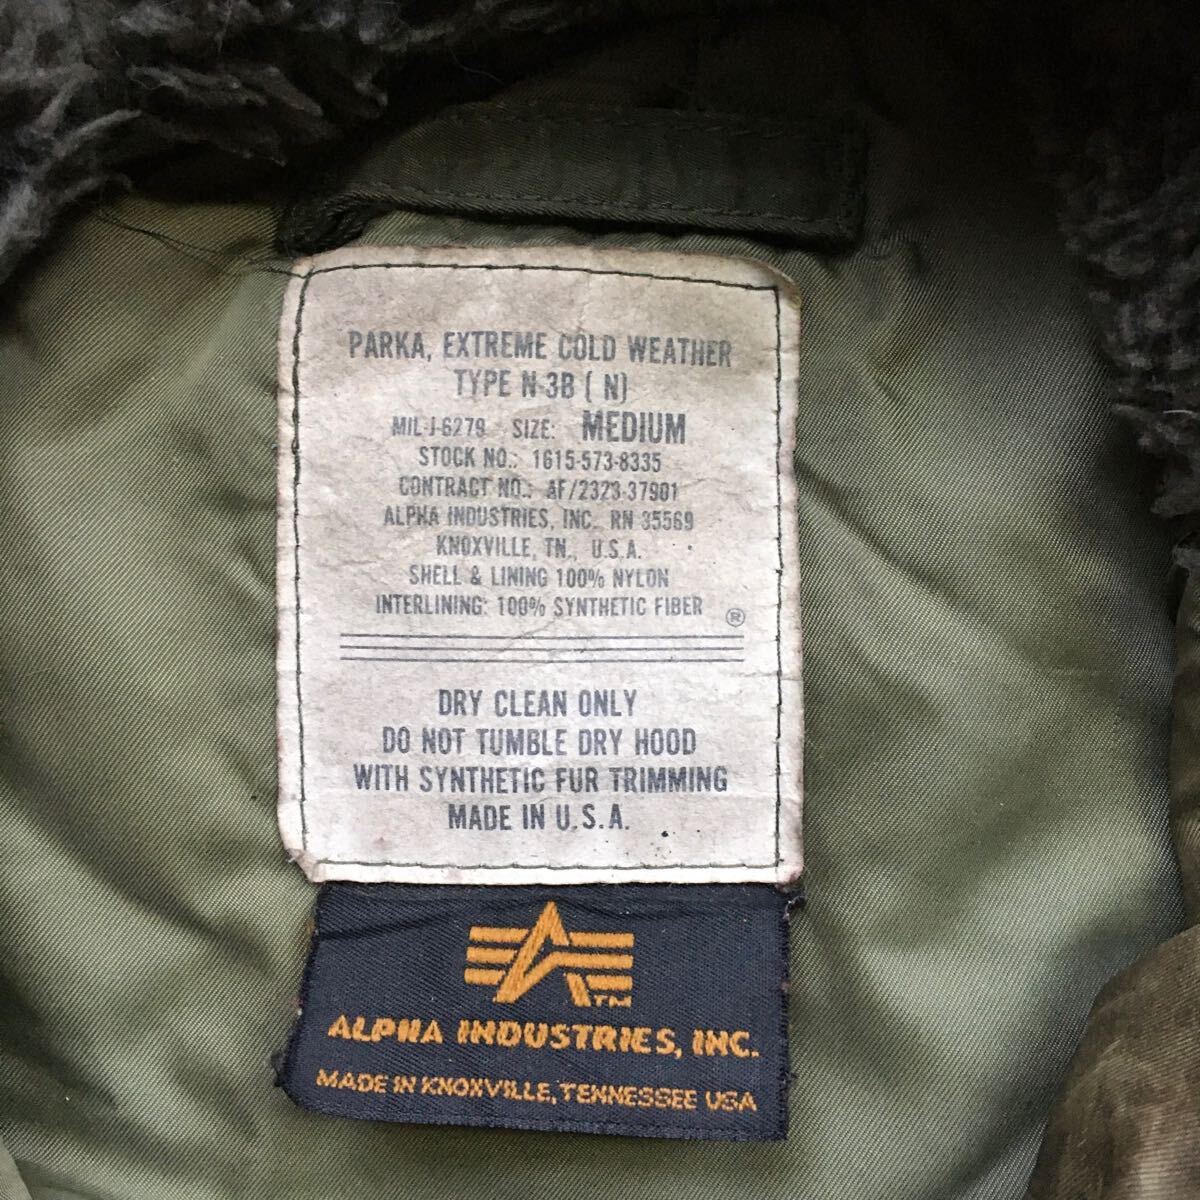 PARKA, EXTREME COLD WEATHER
TYPE N-3B ( N)
MIL-J-6279 SIZE: MEDIUM
STOCK NO.: 1615-573-8335
CONTRACT NO.: AF/2323-37901
ALPHA INDUSTRIES, INC. RN 35569
KNOXVILLE, TN., U.S.A.
SHELL & LINING 100% NYLON
INTERLINING: 100% SYNTHETIC FIBER ®
DRY CLEAN ONLY
DO NOT TUMBLE DRY HOOD
WITH SYNTHETIC FUR TRIMMING
MADE IN U.S.A.
TM
ALPHA INDUSTRIES, INC.
MADE IN KNOXVILLE, TENNESSEE USA